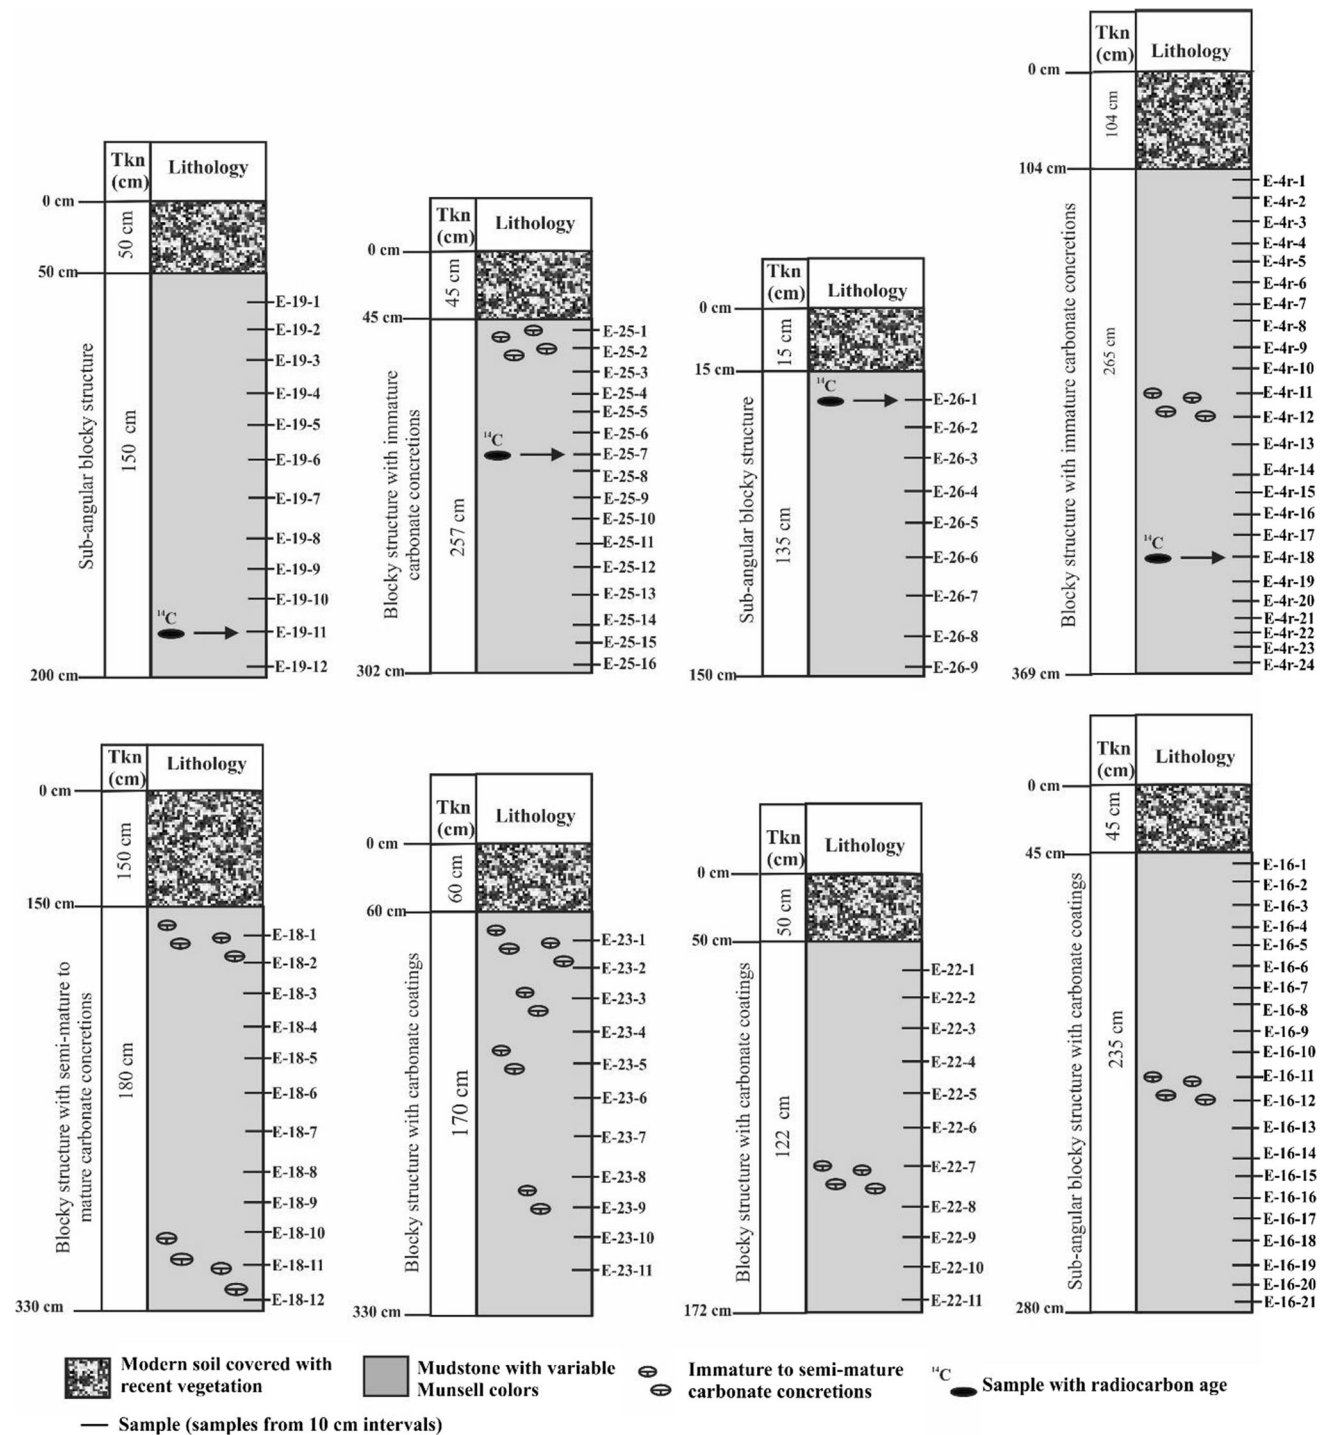 Tkn
(cm)
Lithology
0 cm
50 cm
50 cm
150 cm
200 cm
Sub-angular blocky structure
14C
E-19-1
E-19-2
E-19-3
E-19-4
E-19-5
E-19-6
E-19-7
E-19-8
E-19-9
E-19-10
E-19-11
E-19-12
Tkn
(cm)
Lithology
0 cm
45 cm
45 cm
257 cm
302 cm
Blocky structure with immature
carbonate concretions
14C
E-25-1
E-25-2
E-25-3
E-25-4
E-25-5
E-25-6
E-25-7
E-25-8
E-25-9
E-25-10
E-25-11
E-25-12
E-25-13
E-25-14
E-25-15
E-25-16
Tkn
(cm)
Lithology
0 cm
15 cm
15 cm
135 cm
150 cm
Sub-angular blocky structure
14C
E-26-1
E-26-2
E-26-3
E-26-4
E-26-5
E-26-6
E-26-7
E-26-8
E-26-9
Tkn
(cm)
Lithology
0 cm
104 cm
104 cm
265 cm
369 cm
Blocky structure with immature carbonate concretions
14C
E-4r-1
E-4r-2
E-4r-3
E-4r-4
E-4r-5
E-4r-6
E-4r-7
E-4r-8
E-4r-9
E-4r-10
E-4r-11
E-4r-12
E-4r-13
E-4r-14
E-4r-15
E-4r-16
E-4r-17
E-4r-18
E-4r-19
E-4r-20
E-4r-21
E-4r-22
E-4r-23
E-4r-24
Tkn
(cm)
Lithology
0 cm
150 cm
150 cm
180 cm
330 cm
Blocky structure with semi-mature to
mature carbonate concretions
E-18-1
E-18-2
E-18-3
E-18-4
E-18-5
E-18-6
E-18-7
E-18-8
E-18-9
E-18-10
E-18-11
E-18-12
Tkn
(cm)
Lithology
0 cm
60 cm
60 cm
170 cm
330 cm
Blocky structure with carbonate coatings
E-23-1
E-23-2
E-23-3
E-23-4
E-23-5
E-23-6
E-23-7
E-23-8
E-23-9
E-23-10
E-23-11
Tkn
(cm)
Lithology
0 cm
50 cm
50 cm
122 cm
172 cm
Blocky structure with carbonate coatings
E-22-1
E-22-2
E-22-3
E-22-4
E-22-5
E-22-6
E-22-7
E-22-8
E-22-9
E-22-10
E-22-11
Tkn
(cm)
Lithology
0 cm
45 cm
45 cm
235 cm
280 cm
Sub-angular blocky structure with carbonate coatings
E-16-1
E-16-2
E-16-3
E-16-4
E-16-5
E-16-6
E-16-7
E-16-8
E-16-9
E-16-10
E-16-11
E-16-12
E-16-13
E-16-14
E-16-15
E-16-16
E-16-17
E-16-18
E-16-19
E-16-20
E-16-21
Modern soil covered with
recent vegetation
Mudstone with variable
Munsell colors
Immature to semi-mature
carbonate concretions
14C
Sample with radiocarbon age
Sample (samples from 10 cm intervals)